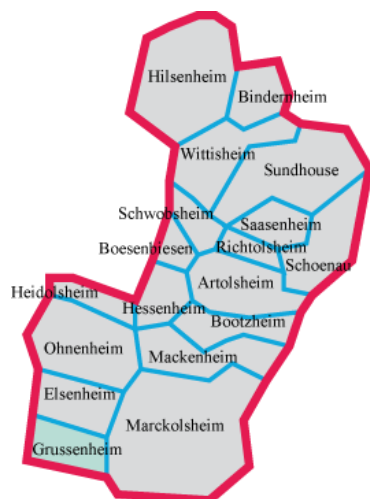 Hilsenheim
Bindernheim
Wittisheim
Sundhouse
Schwobsheim
Saasenheim
Boesenbiesen
Richtolsheim
Schoenau
Artolsheim
Heidolsheim
Hessenheim
Bootzheim
Ohnenheim
Mackenheim
Elsenheim
Marckolsheim
Grussenheim